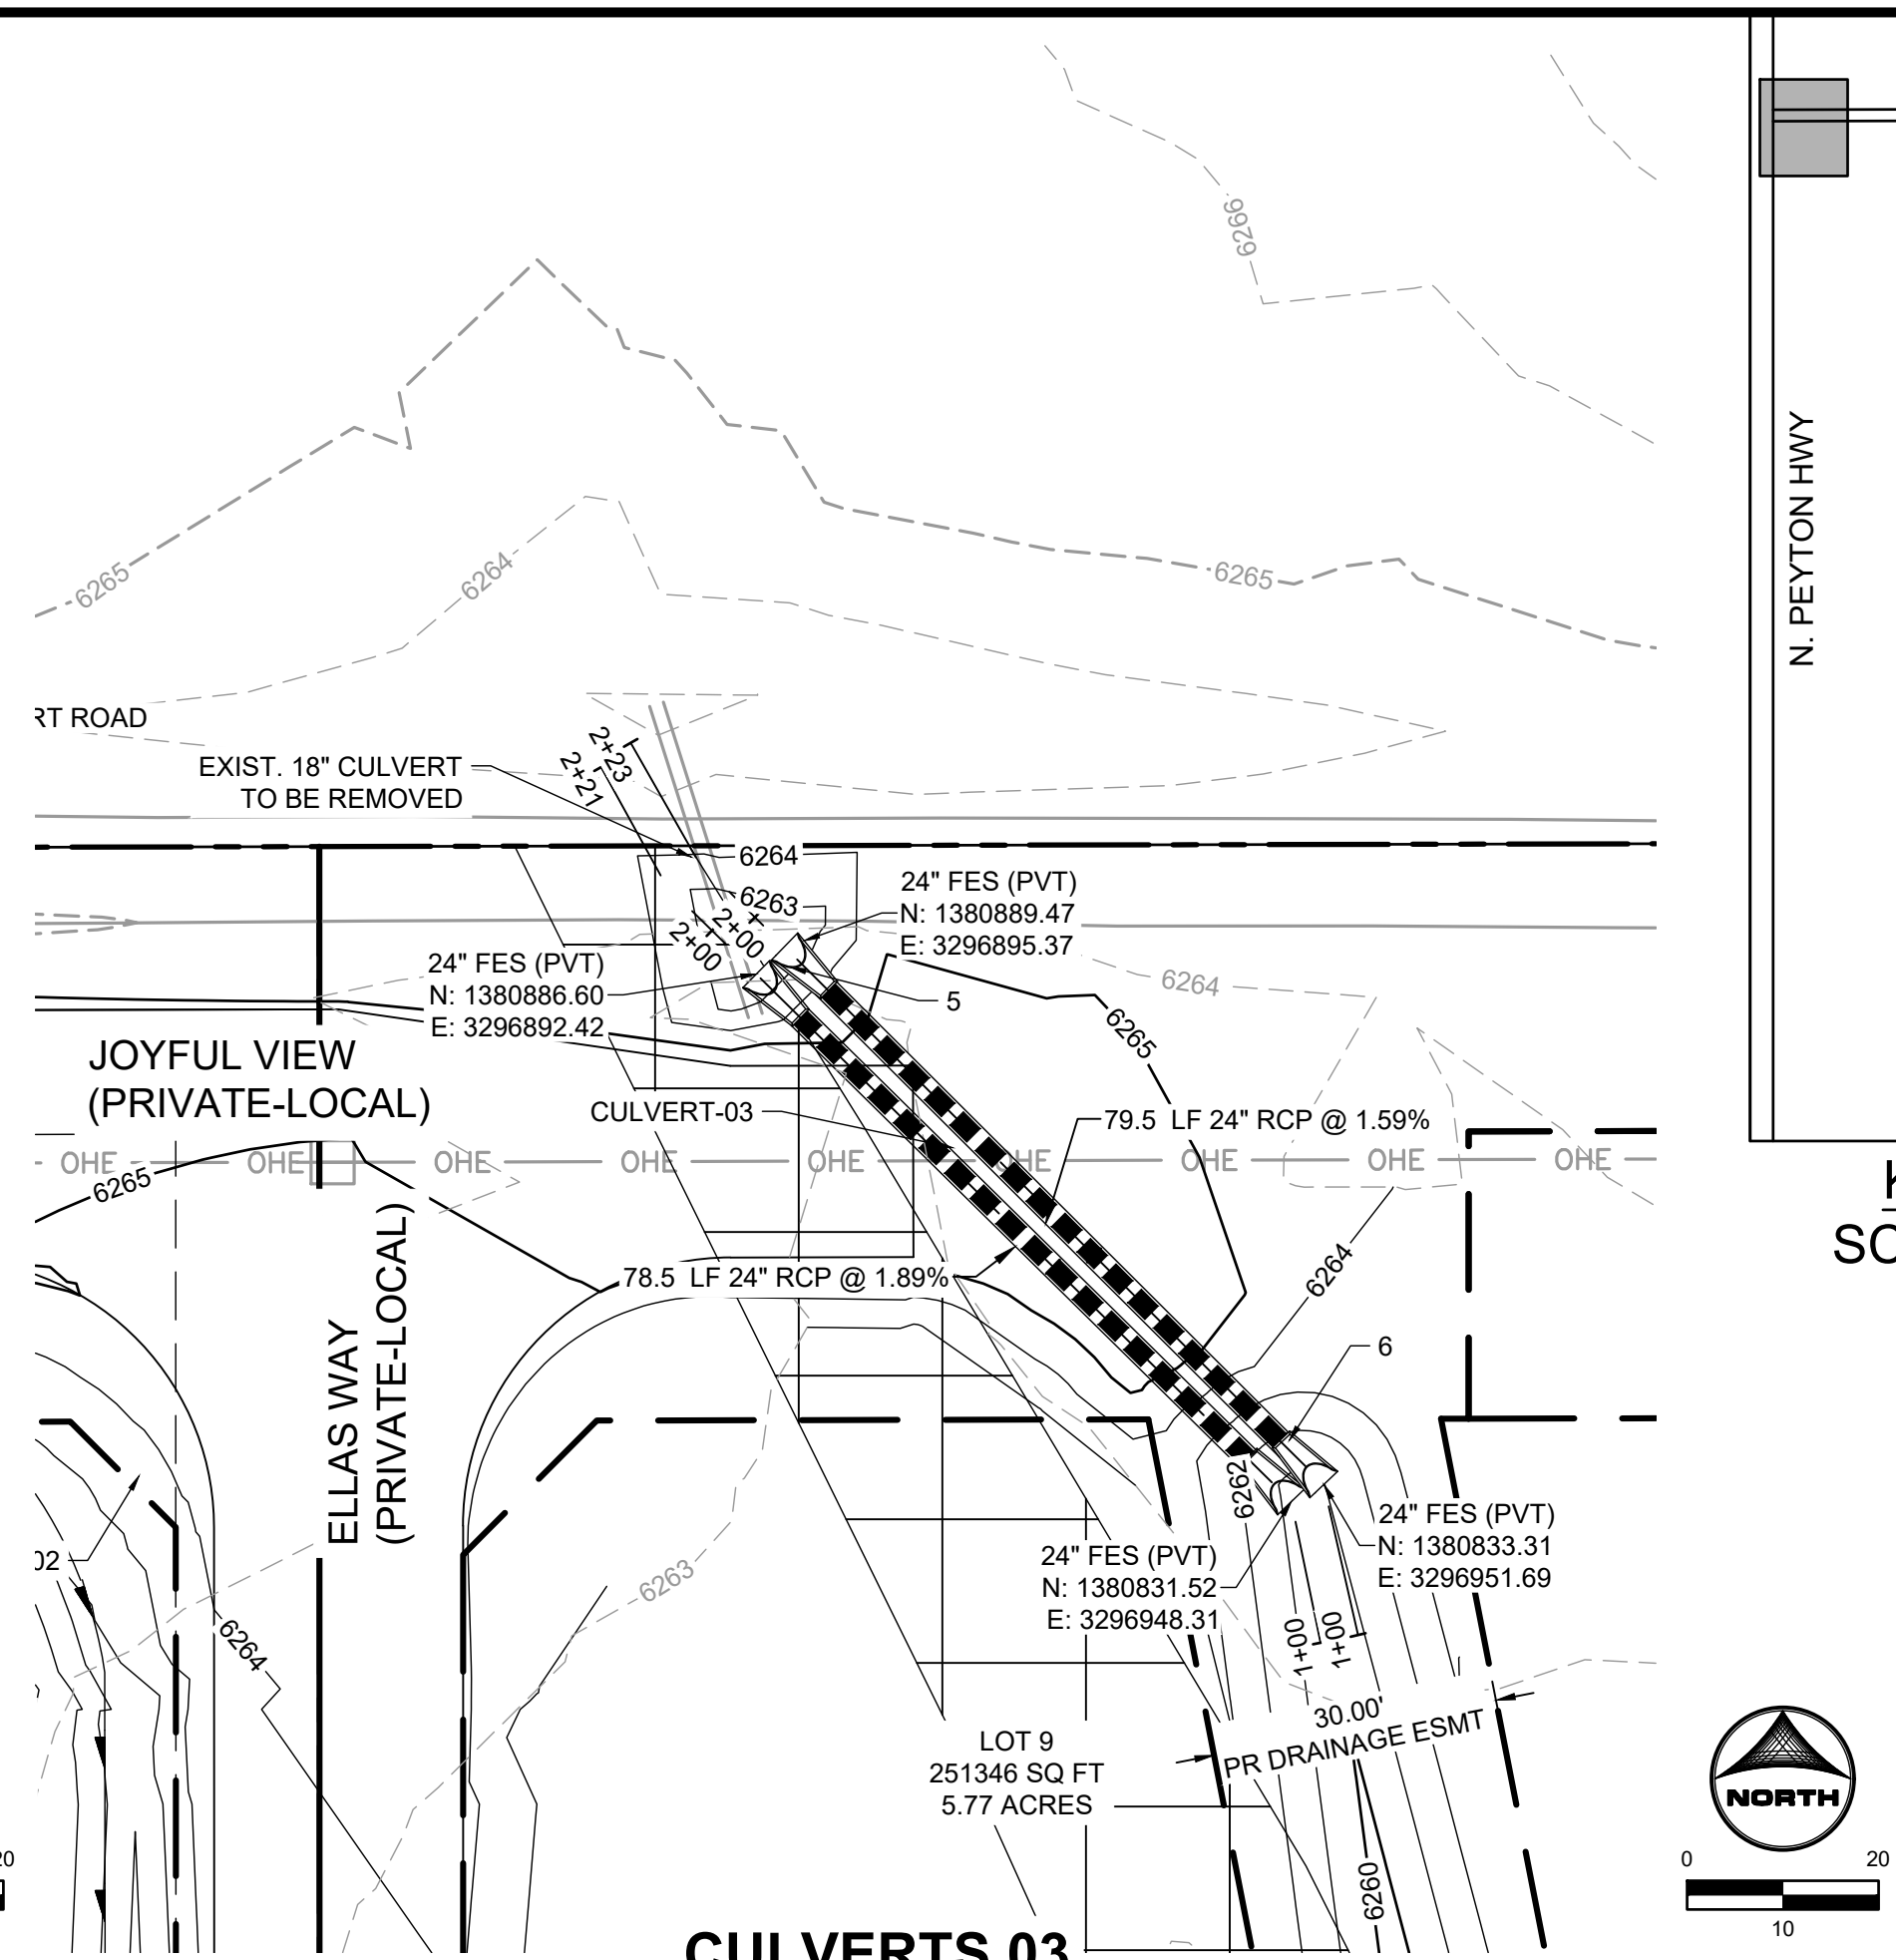 6266
N. PEYTON HWY
6265
6264
6265
RT ROAD
EXIST. 18" CULVERT
TO BE REMOVED
2+23
2+21
6264
6263
2+00
2+00
24" FES (PVT)
N: 1380889.47
E: 3296895.37
24" FES (PVT)
N: 1380886.60
E: 3296892.42
5
6264
6265
JOYFUL VIEW
(PRIVATE-LOCAL)
CULVERT-03
79.5 LF 24" RCP @ 1.59%
OHE OHE OHE OHE OHE OHE OHE OHE OHE
6265
SC
78.5 LF 24" RCP @ 1.89%
6264
6
ELLAS WAY
(PRIVATE-LOCAL)
6262
24" FES (PVT)
N: 1380833.31
E: 3296951.69
24" FES (PVT)
N: 1380831.52
E: 3296948.31
02
6263
6264
1+00
1+00
30.00'
PR DRAINAGE ESMT
LOT 9
251346 SQ FT
5.77 ACRES
NORTH
20
0 20
10
6260
CULVERTS 03